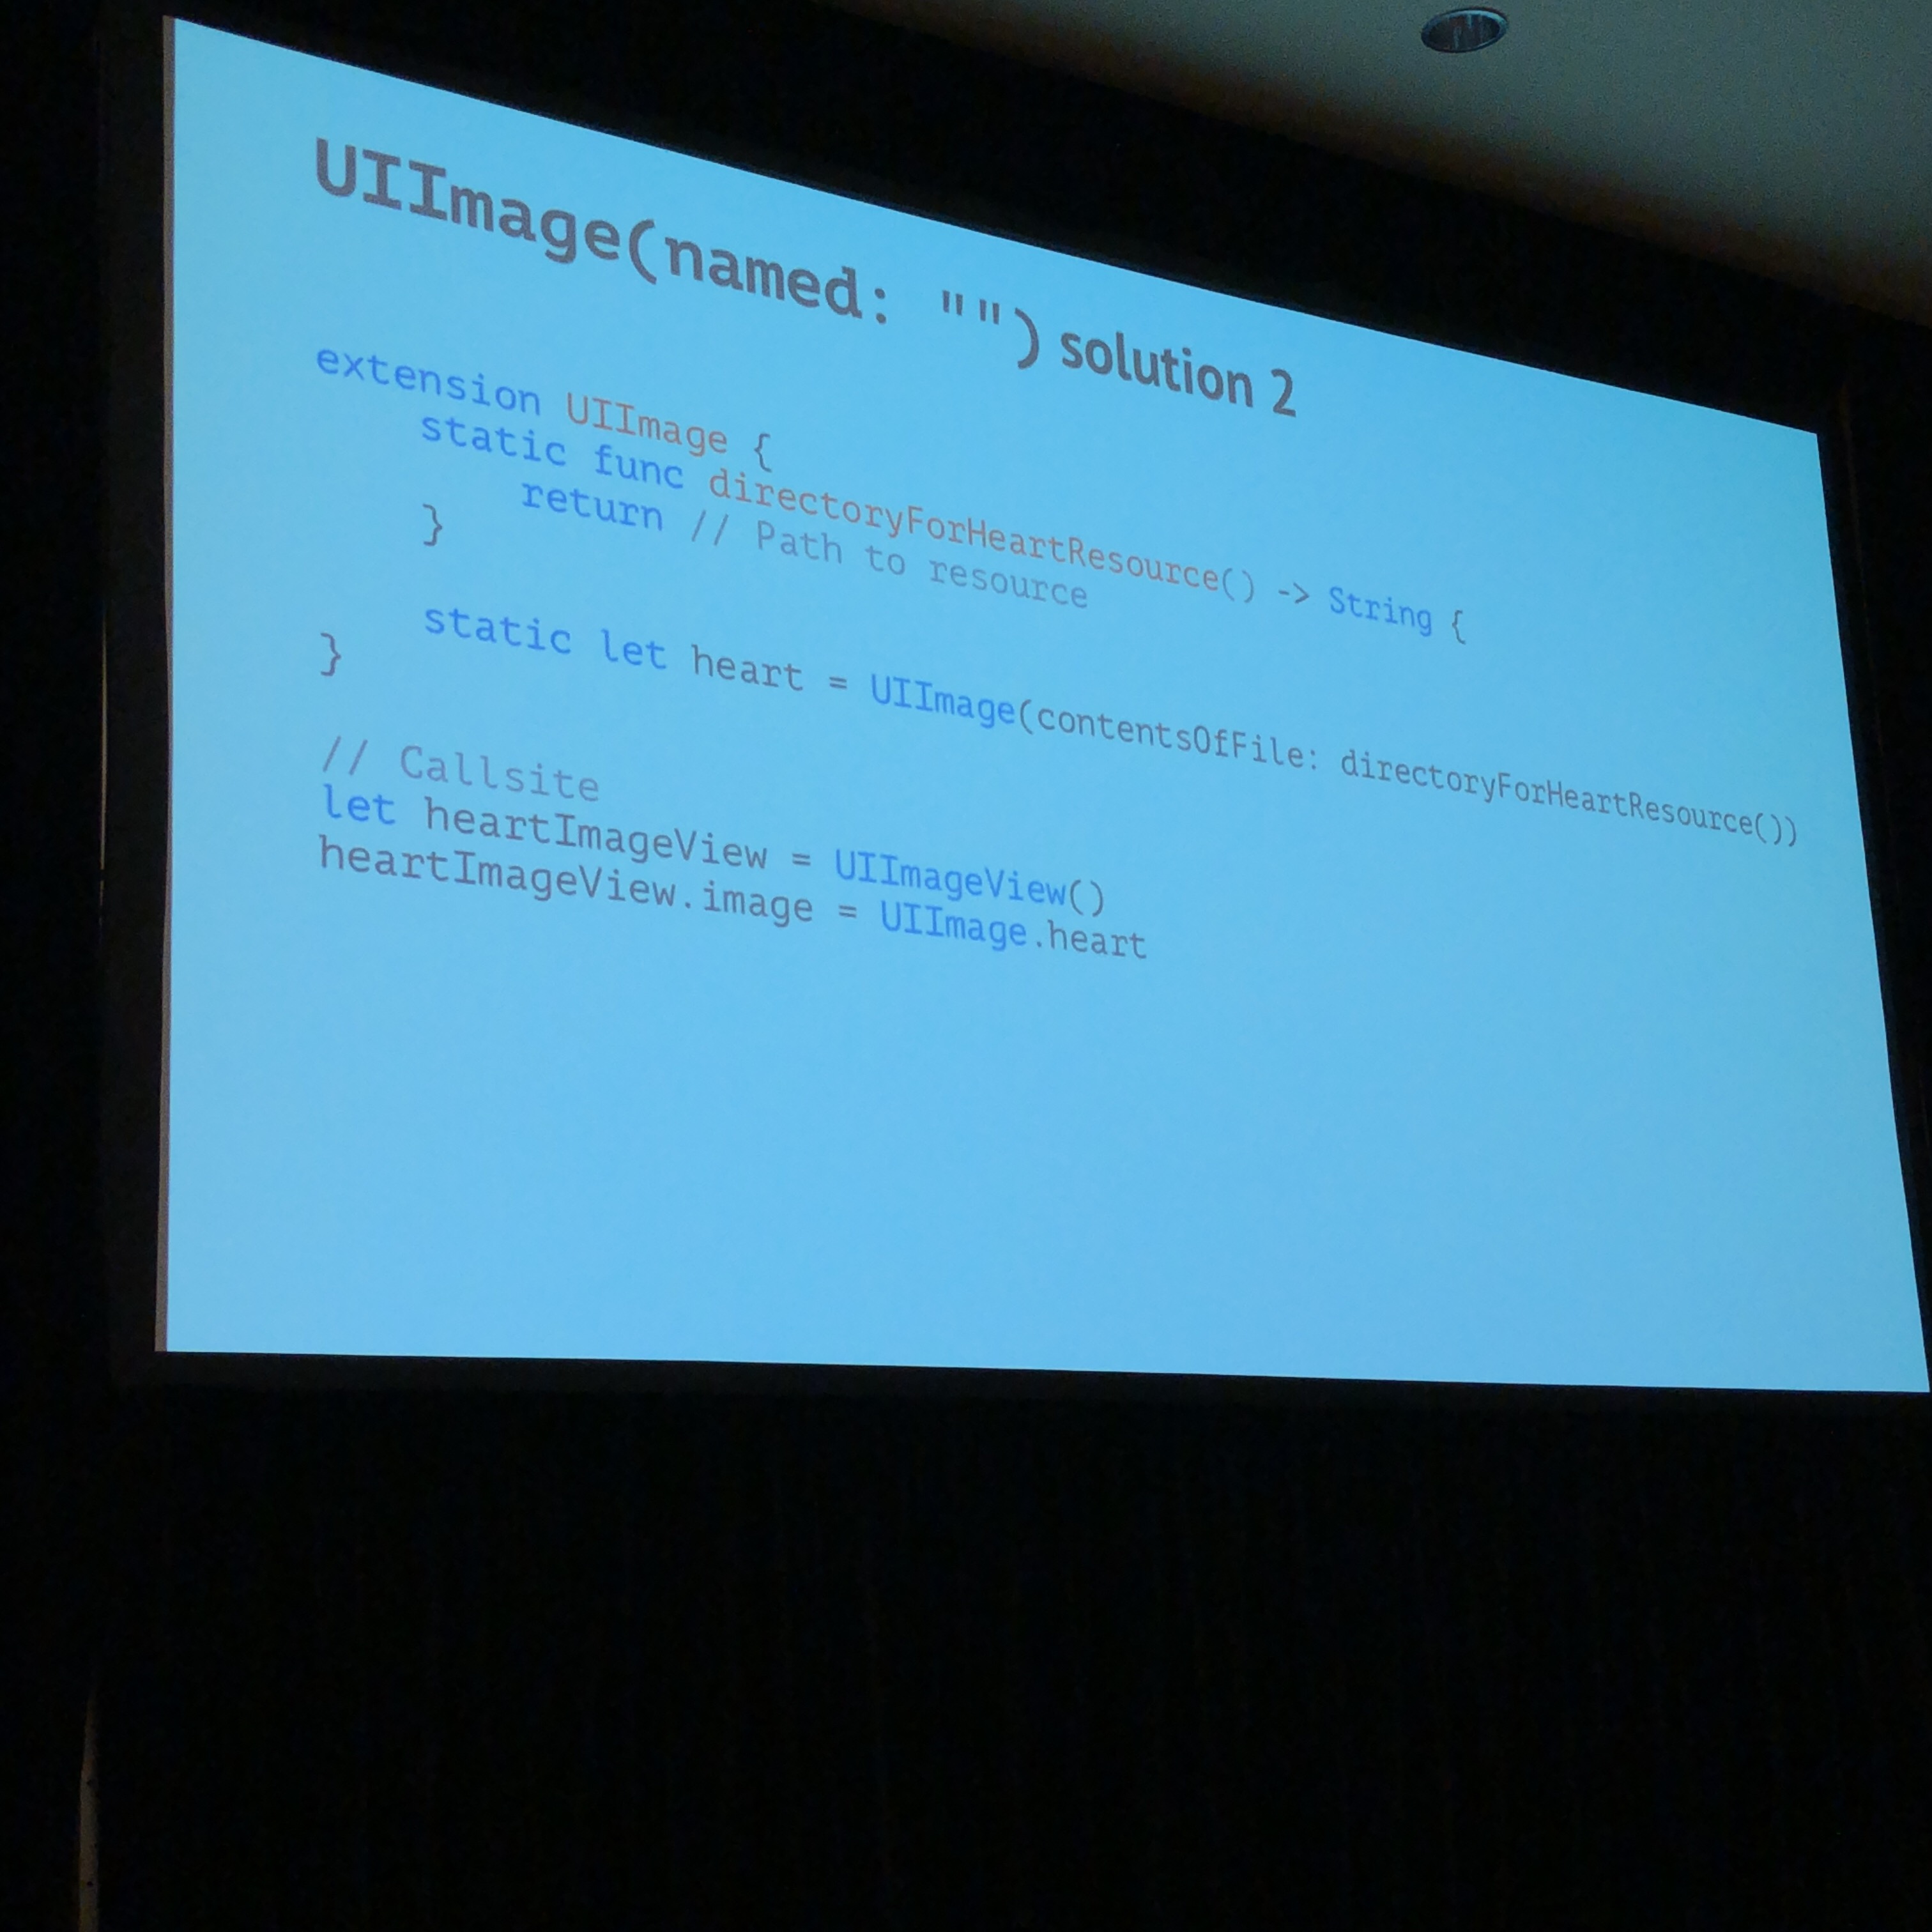 UIImage(named: "") solution 2
extension UIImage {
    static func directoryForHeartResource() -> String {
        return // Path to resource
    }
    static let heart = UIImage(contentsOfFile: directoryForHeartResource())
}
// Callsite
let heartImageView = UIImageView()
heartImageView.image = UIImage.heart